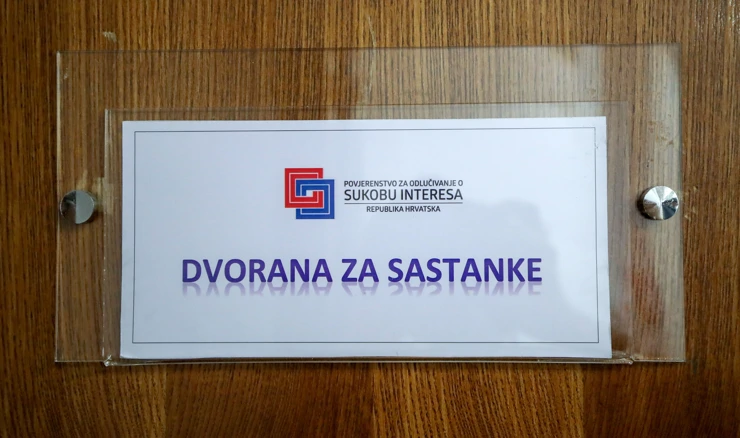 POVJERENSTVO ZA ODLUČIVANJE O
SUKOBU INTERESA
REPUBLIKA HRVATSKA
DVORANA ZA SASTANKE